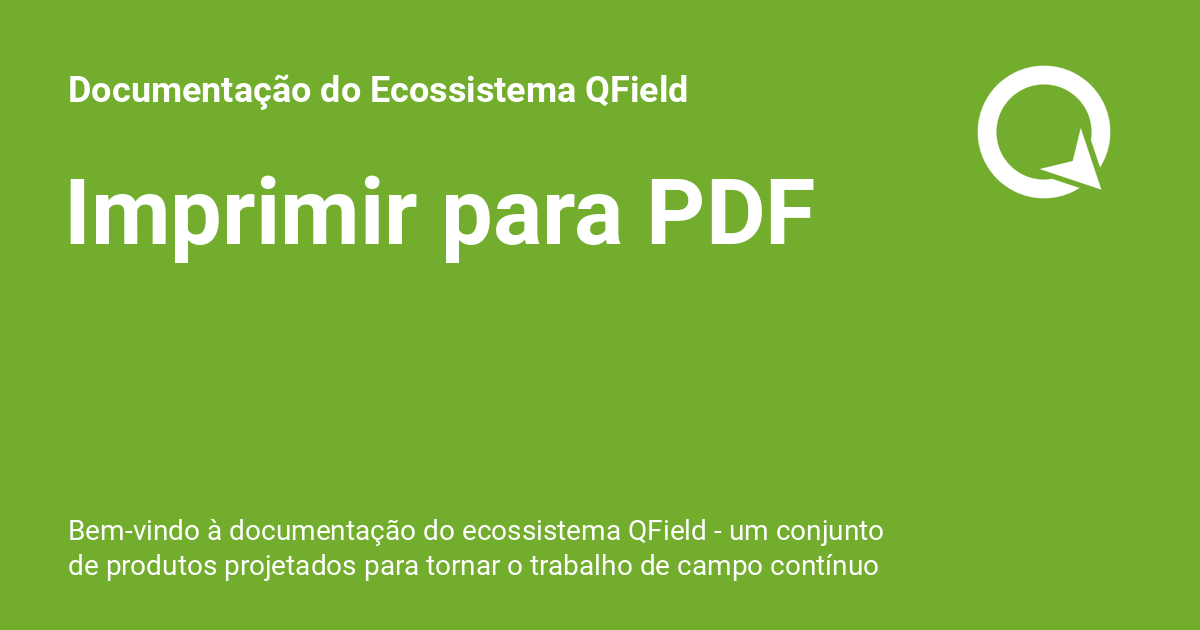 Documentação do Ecossistema QField
Imprimir para PDF
Bem-vindo à documentação do ecossistema QField - um conjunto
de produtos projetados para tornar o trabalho de campo contínuo